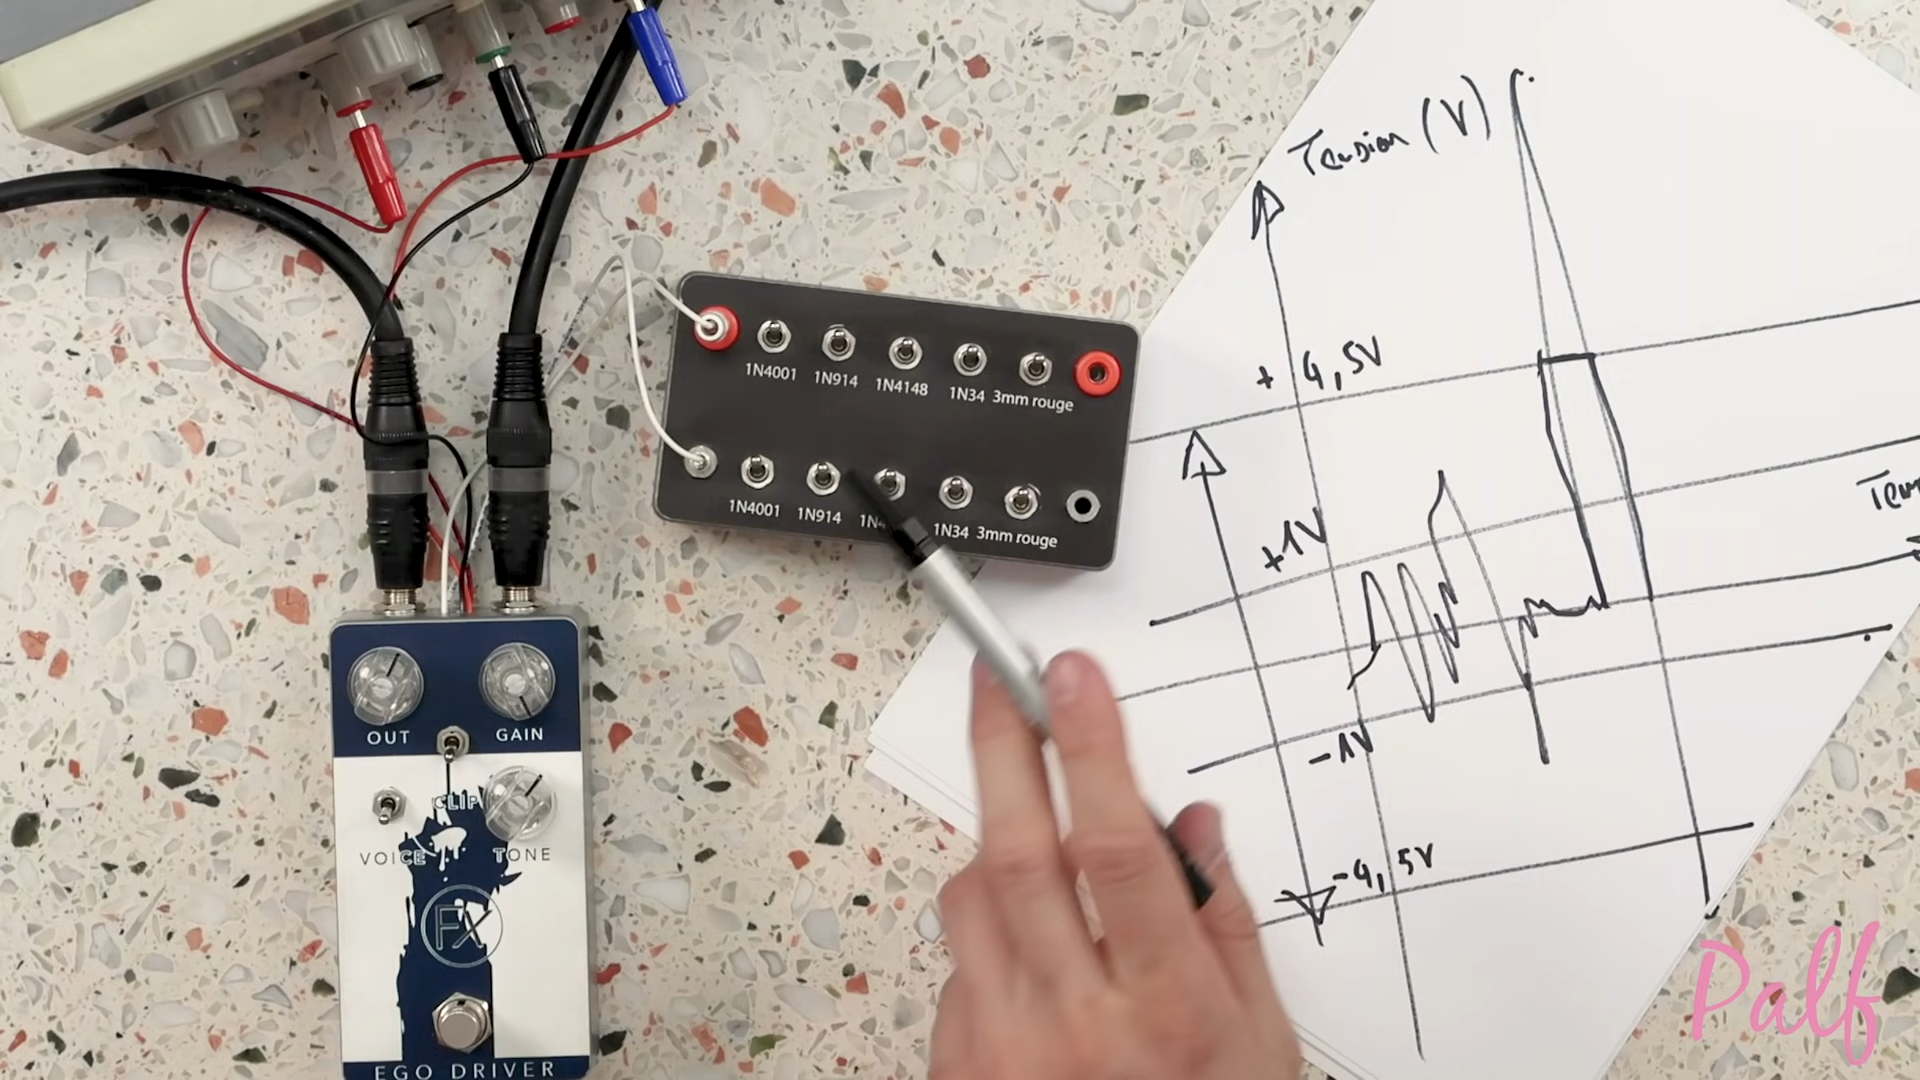 Tension (V)
+ 4,5V
+1V
-1V
-4,5V
1N4001 1N914 1N4148 1N34 3mm rouge
1N4001 1N914 1N34 3mm rouge
OUT GAIN
CLIP
VOICE TONE
FX
EGO DRIVER
Palf